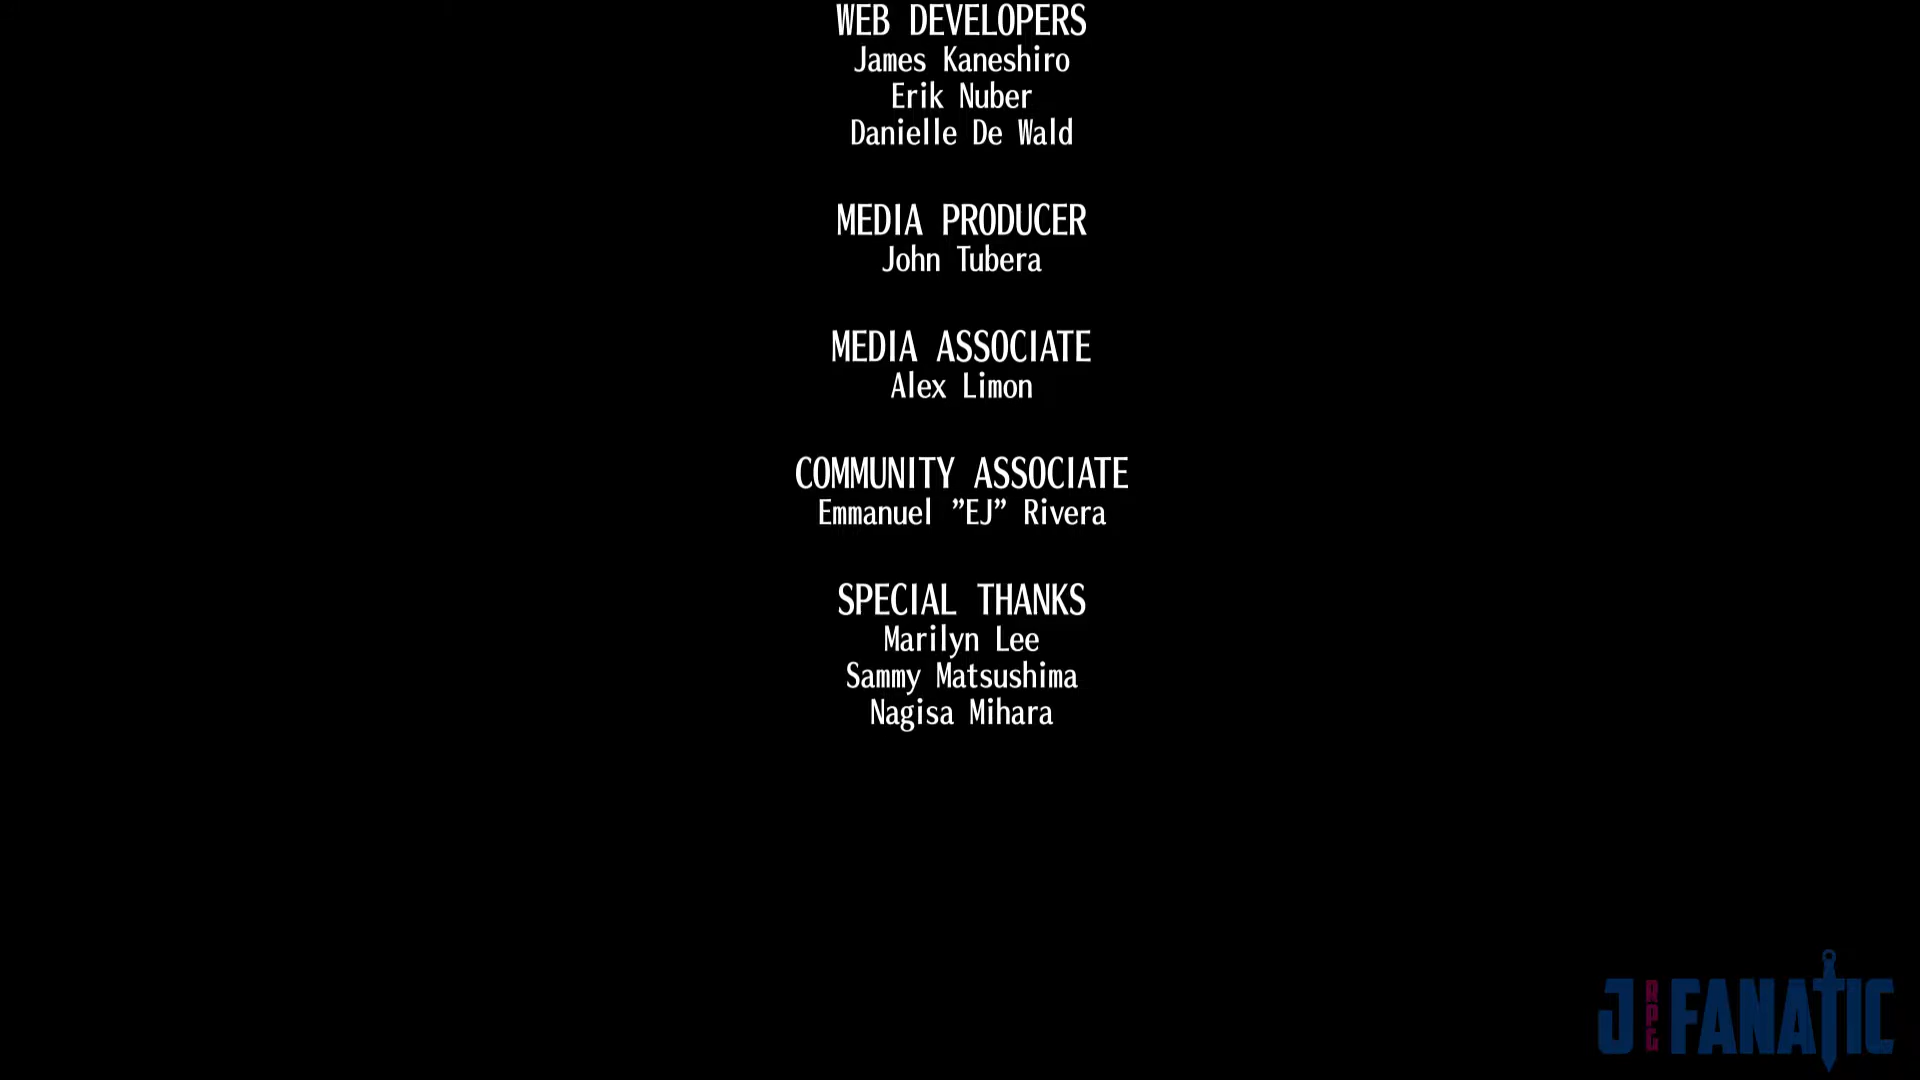 WEB DEVELOPERS
James Kaneshiro
Erik Nuber
Danielle De Wald
MEDIA PRODUCER
John Tubera
MEDIA ASSOCIATE
Alex Limon
COMMUNITY ASSOCIATE
Emmanuel ”EJ” Rivera
SPECIAL THANKS
Marilyn Lee
Sammy Matsushima
Nagisa Mihara
J RPG FANATIC